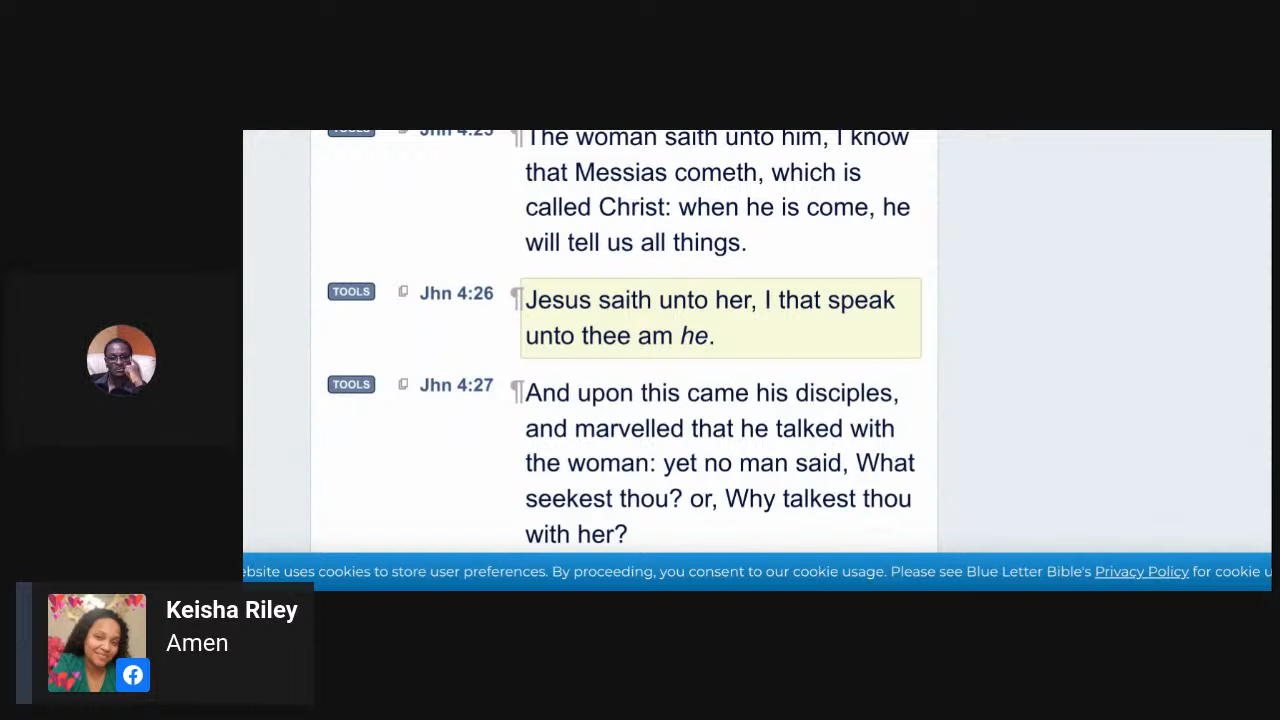 TOOLS Jhn 4:25 ¶The woman saith unto him, I know
that Messias cometh, which is
called Christ: when he is come, he
will tell us all things.
TOOLS Jhn 4:26 ¶Jesus saith unto her, I that speak
unto thee am he.
TOOLS Jhn 4:27 ¶And upon this came his disciples,
and marvelled that he talked with
the woman: yet no man said, What
seekest thou? or, Why talkest thou
with her?
ebsite uses cookies to store user preferences. By proceeding, you consent to our cookie usage. Please see Blue Letter Bible's Privacy Policy for cookie u
Keisha Riley
Amen